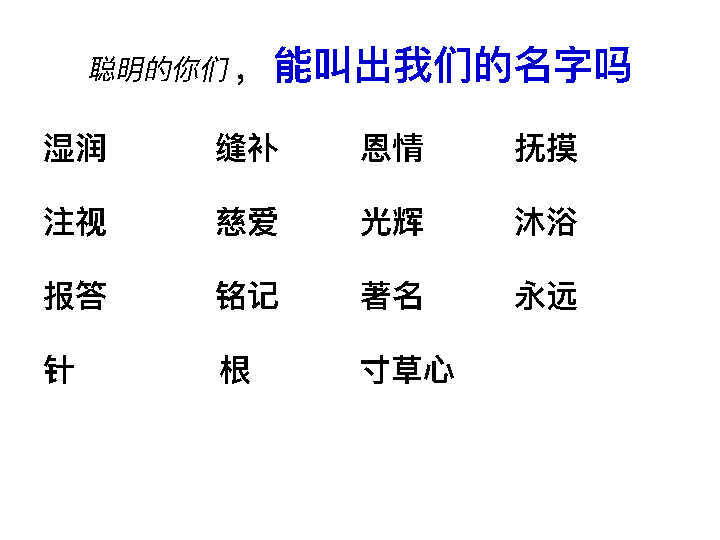 聪明的你们，能叫出我们的名字吗
湿润 缝补 恩情 抚摸
注视 慈爱 光辉 沐浴
报答 铭记 著名 永远
针 根 寸草心